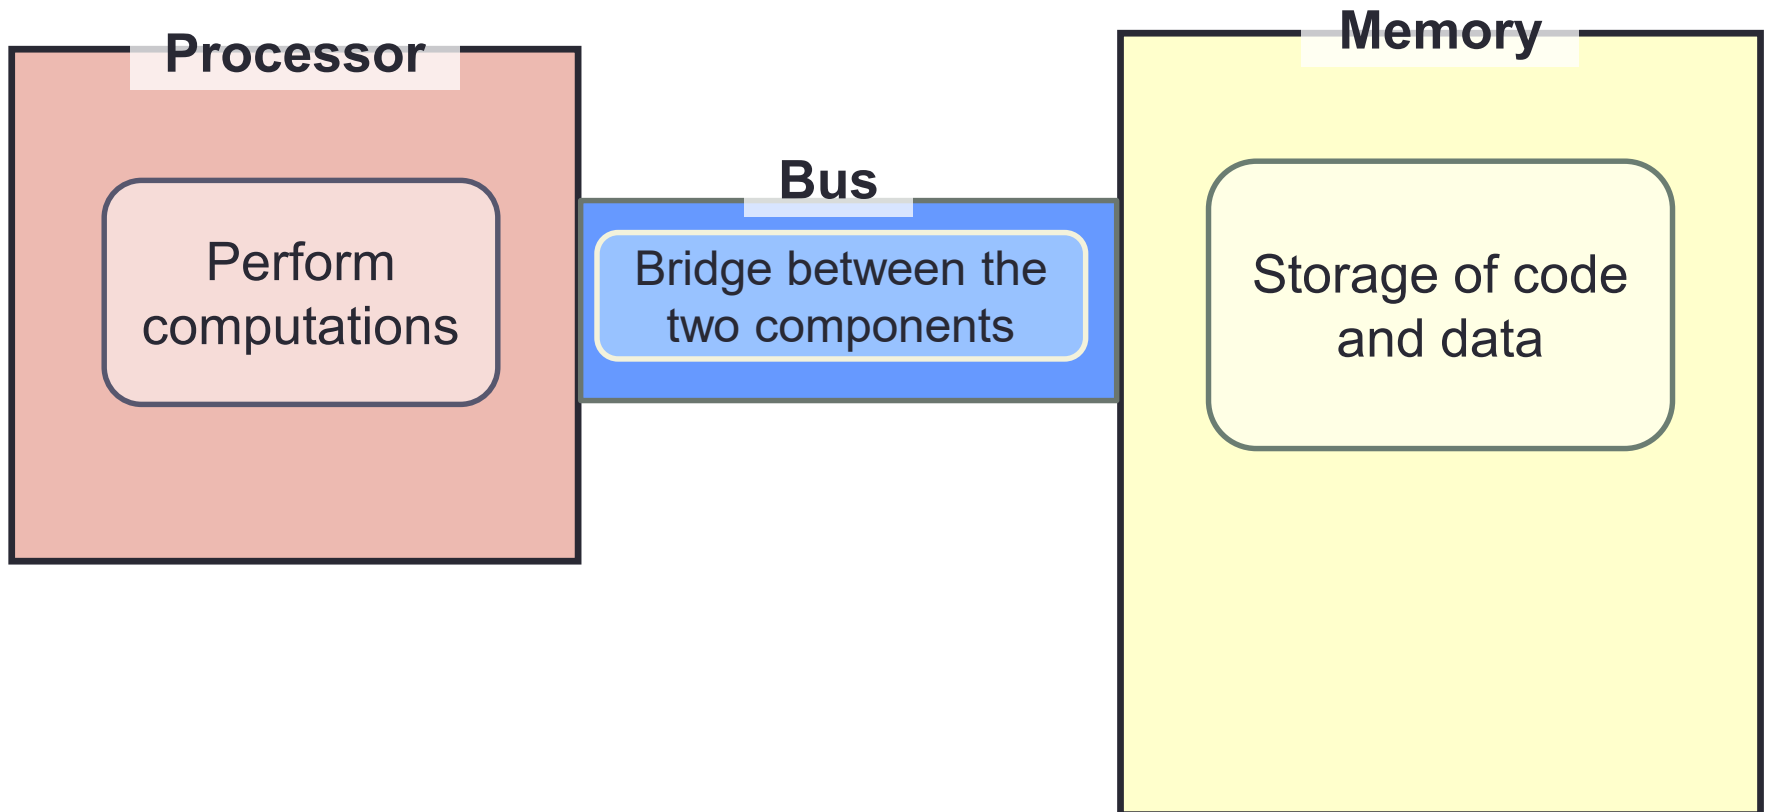 Processor
Perform
computations
Bus
Bridge between the
two components
Memory
Storage of code
and data